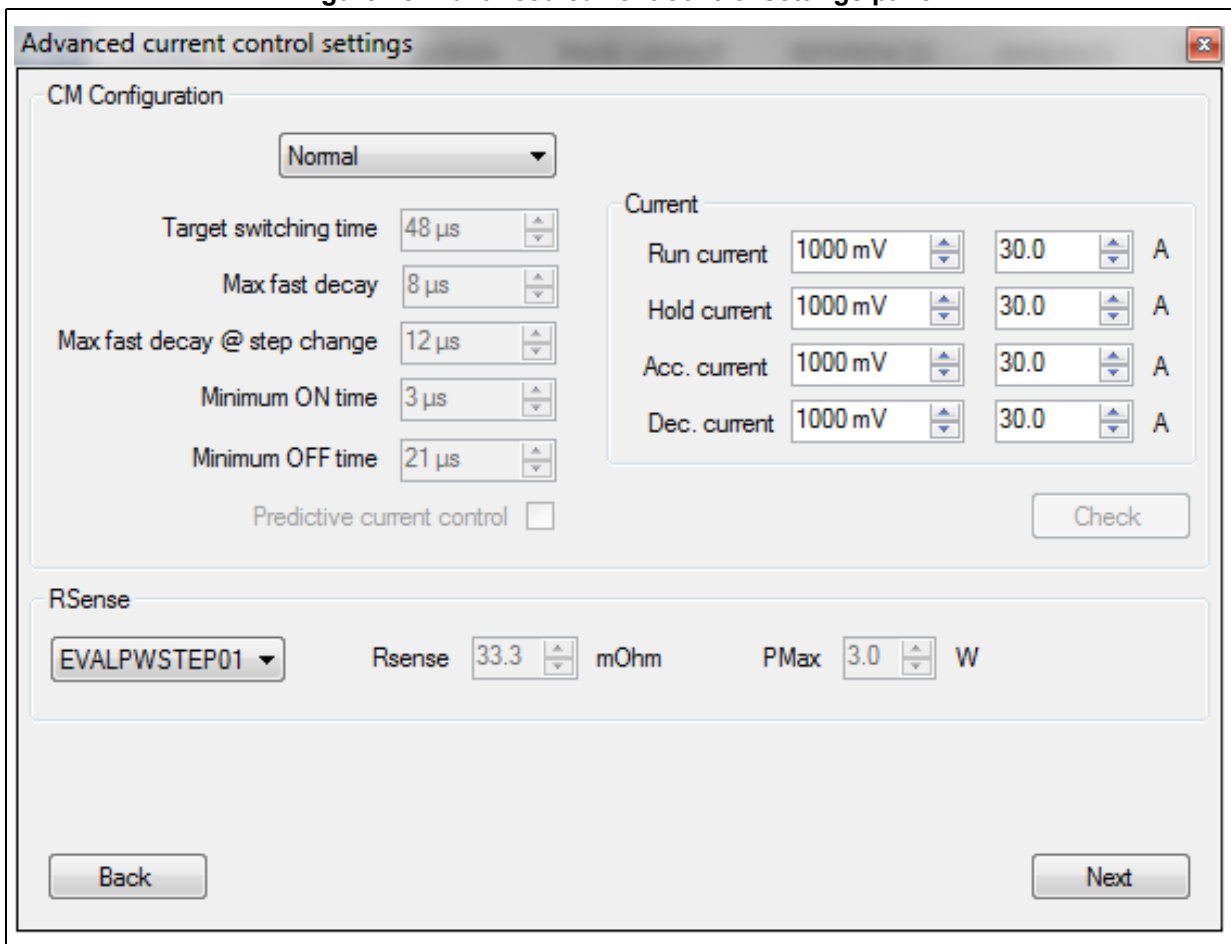 Advanced current control settings
CM Configuration
Normal
Target switching time 48 µs
Max fast decay 8 µs
Max fast decay @ step change 12 µs
Minimum ON time 3 µs
Minimum OFF time 21 µs
Predictive current control
Current
Run current 1000 mV 30.0 A
Hold current 1000 mV 30.0 A
Acc. current 1000 mV 30.0 A
Dec. current 1000 mV 30.0 A
Check
RSense
EVALPWSTEP01 Rsense 33.3 mOhm PMax 3.0 W
Back Next